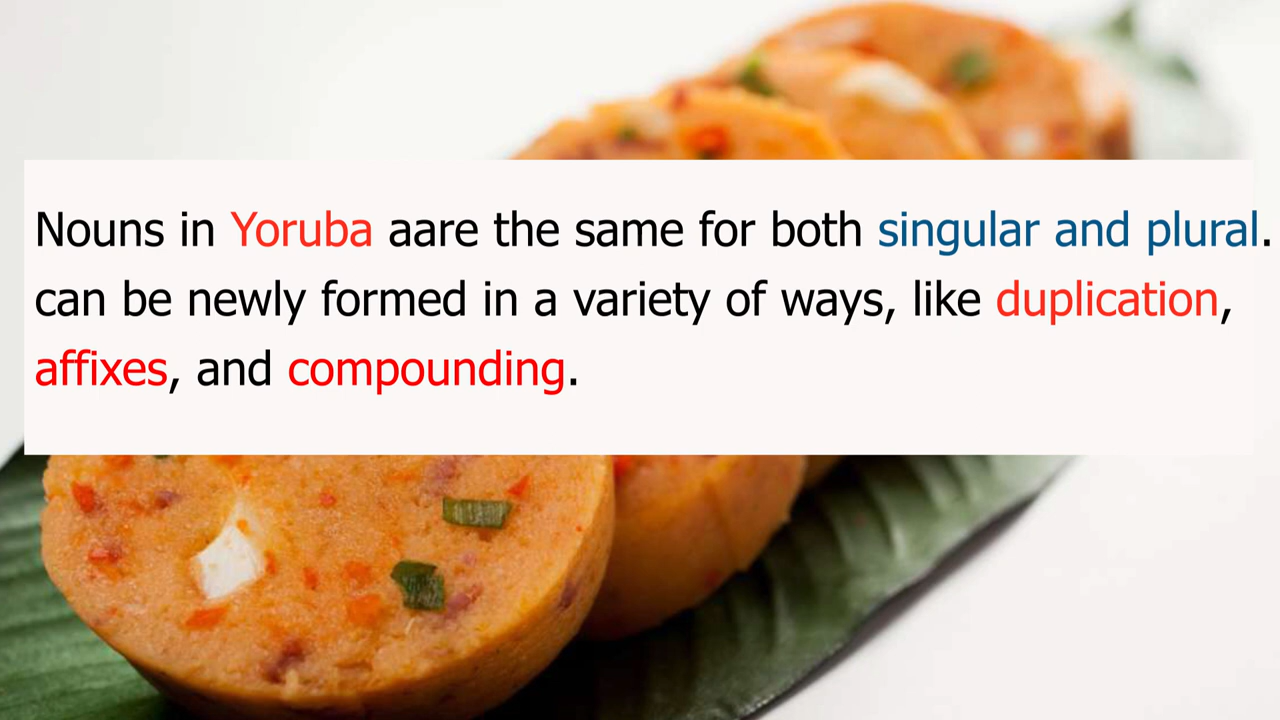 Nouns in Yoruba aare the same for both singular and plural.
can be newly formed in a variety of ways, like duplication,
affixes, and compounding.